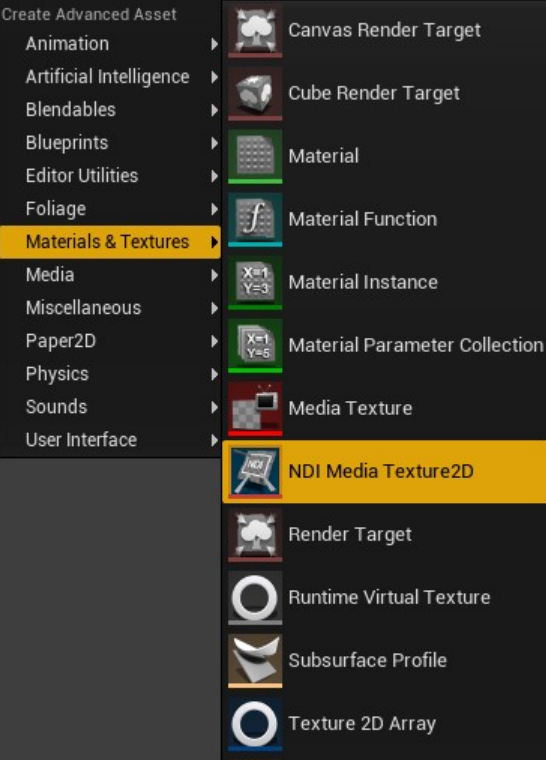 Create Advanced Asset
Animation
Artificial Intelligence
Blendables
Blueprints
Editor Utilities
Foliage
Materials & Textures
Media
Miscellaneous
Paper2D
Physics
Sounds
User Interface
Canvas Render Target
Cube Render Target
Material
f
Material Function
X=1
Y=3
Material Instance
X=1
Y=5
Material Parameter Collection
Media Texture
NDI
NDI Media Texture2D
Render Target
Runtime Virtual Texture
Subsurface Profile
Texture 2D Array